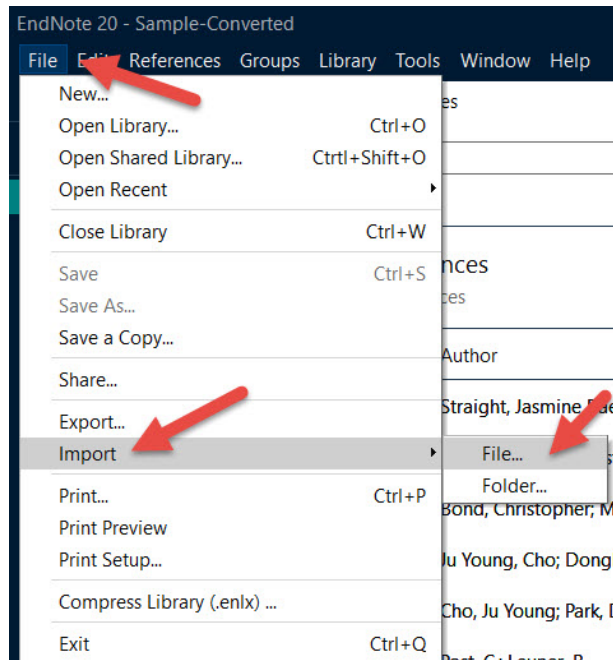 EndNote 20 - Sample-Converted
File Edit References Groups Library Tools Window Help
New...
es
Open Library... Ctrl+O
Open Shared Library... Ctrtl+Shift+O
Open Recent
Close Library Ctrl+W
nces
Save Ctrl+S
ces
Save As...
Save a Copy...
Author
Share...
Straight, Jasmine
Export...
Import
File...
Folder...
Print... Ctrl+P
Bond, Christopher; M
Print Preview
Ju Young, Cho; Dong
Print Setup...
Compress Library (.enlx) ...
Cho, Ju Young; Park, D
Exit Ctrl+Q